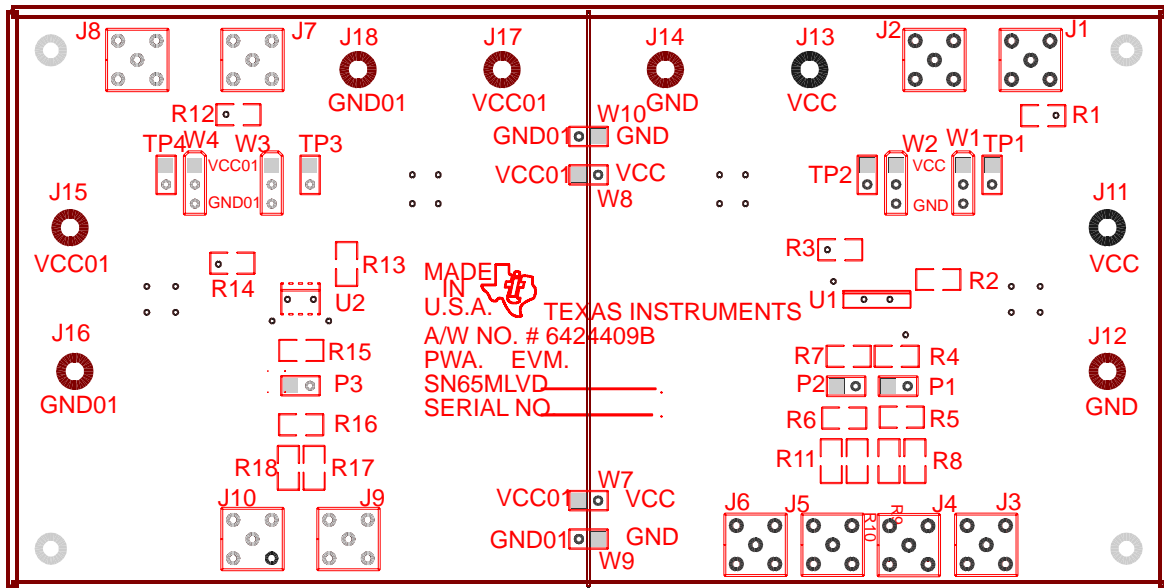 J8
J7
J18
J17
J14
J13
J2
J1
GND01
VCC01
GND
VCC
R12
W10
R1
GND01
GND
TP4
W4
W3
TP3
W2
W1
TP1
VCC01
VCC01
VCC
VCC
TP2
W8
GND01
GND
J15
J11
VCC01
R3
VCC
R14
R13
R2
MADE
IN
U.S.A.
U2
U1
TEXAS INSTRUMENTS
A/W NO. # 6424409B
J16
J12
R15
PWA. EVM.
R7
R4
P3
SN65MLVD
P2
P1
GND01
SERIAL NO
GND
R16
R6
R5
R18
R17
R11
R8
W7
J10
J9
VCC01
VCC
J6
J5
R10
R9
J4
J3
GND01
GND
W9